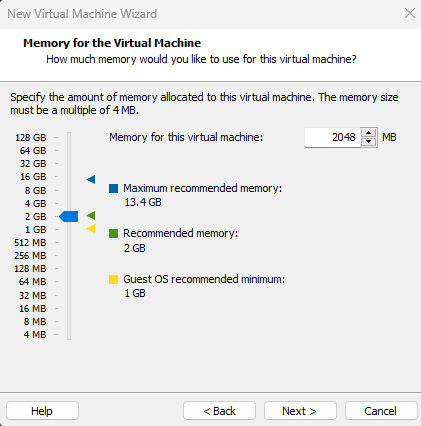 New Virtual Machine Wizard
Memory for the Virtual Machine
How much memory would you like to use for this virtual machine?
Specify the amount of memory allocated to this virtual machine. The memory size
must be a multiple of 4 MB.
128 GB
64 GB
32 GB
16 GB
8 GB
4 GB
2 GB
1 GB
512 MB
256 MB
128 MB
64 MB
32 MB
16 MB
8 MB
4 MB
Memory for this virtual machine: 2048 MB
Maximum recommended memory:
13.4 GB
Recommended memory:
2 GB
Guest OS recommended minimum:
1 GB
Help < Back Next > Cancel